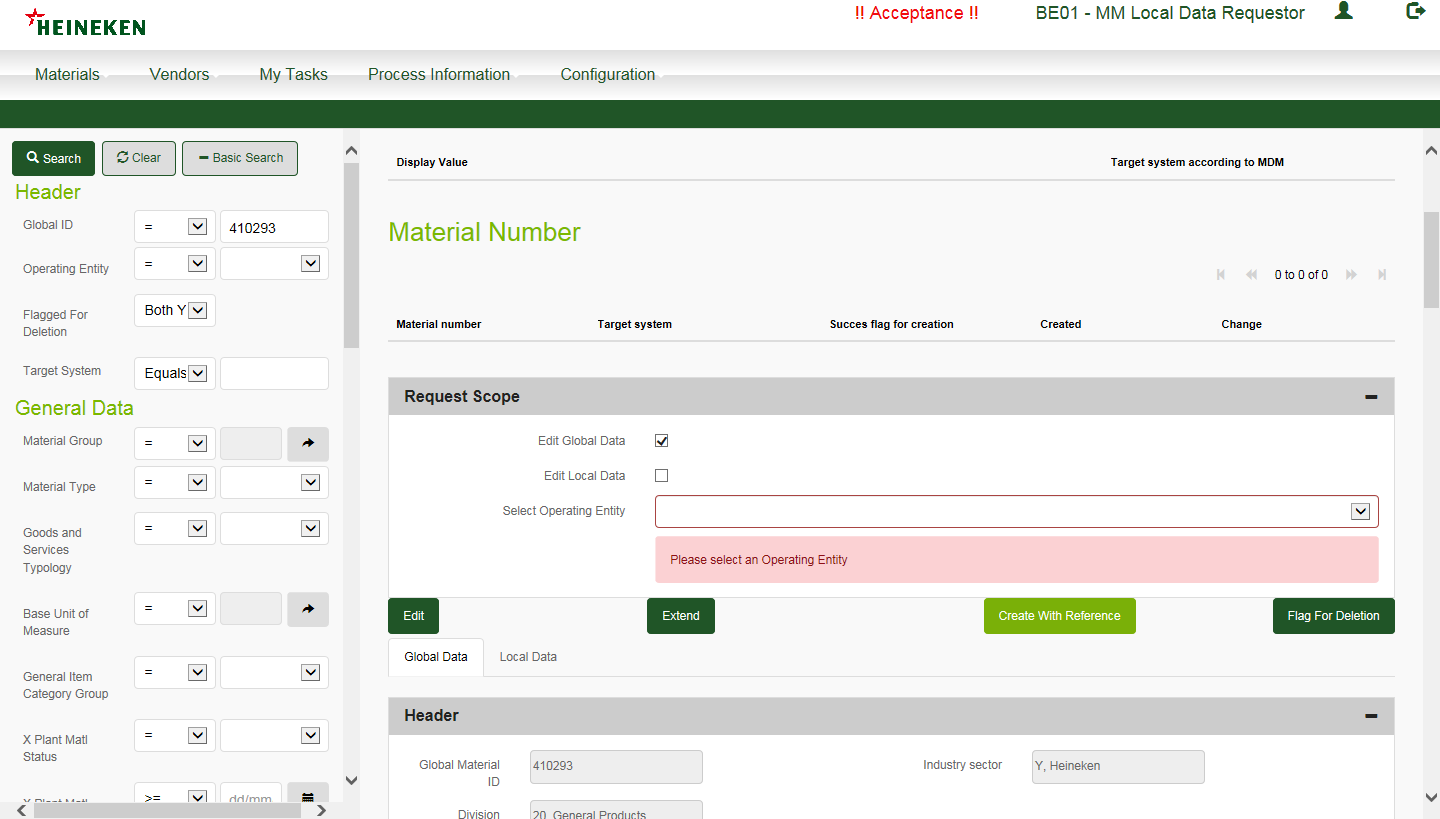 HEINEKEN
!! Acceptance !!
BE01 - MM Local Data Requestor
Materials
Vendors
My Tasks
Process Information
Configuration
Search
Clear
Basic Search
Header
Global ID
=
410293
Operating Entity
=
Flagged For
Deletion
Both Y
Target System
Equals
General Data
Material Group
=
Material Type
=
Goods and
Services
Typology
=
Base Unit of
Measure
=
General Item
Category Group
=
X Plant Matl
Status
=
X Plant Matl
>=
dd/mm
Display Value
Target system according to MDM
Material Number
0 to 0 of 0
Material number
Target system
Succes flag for creation
Created
Change
Request Scope
Edit Global Data
Edit Local Data
Select Operating Entity
Please select an Operating Entity
Edit
Extend
Create With Reference
Flag For Deletion
Global Data
Local Data
Header
Global Material
ID
410293
Industry sector
Y, Heineken
Division
20, General Products